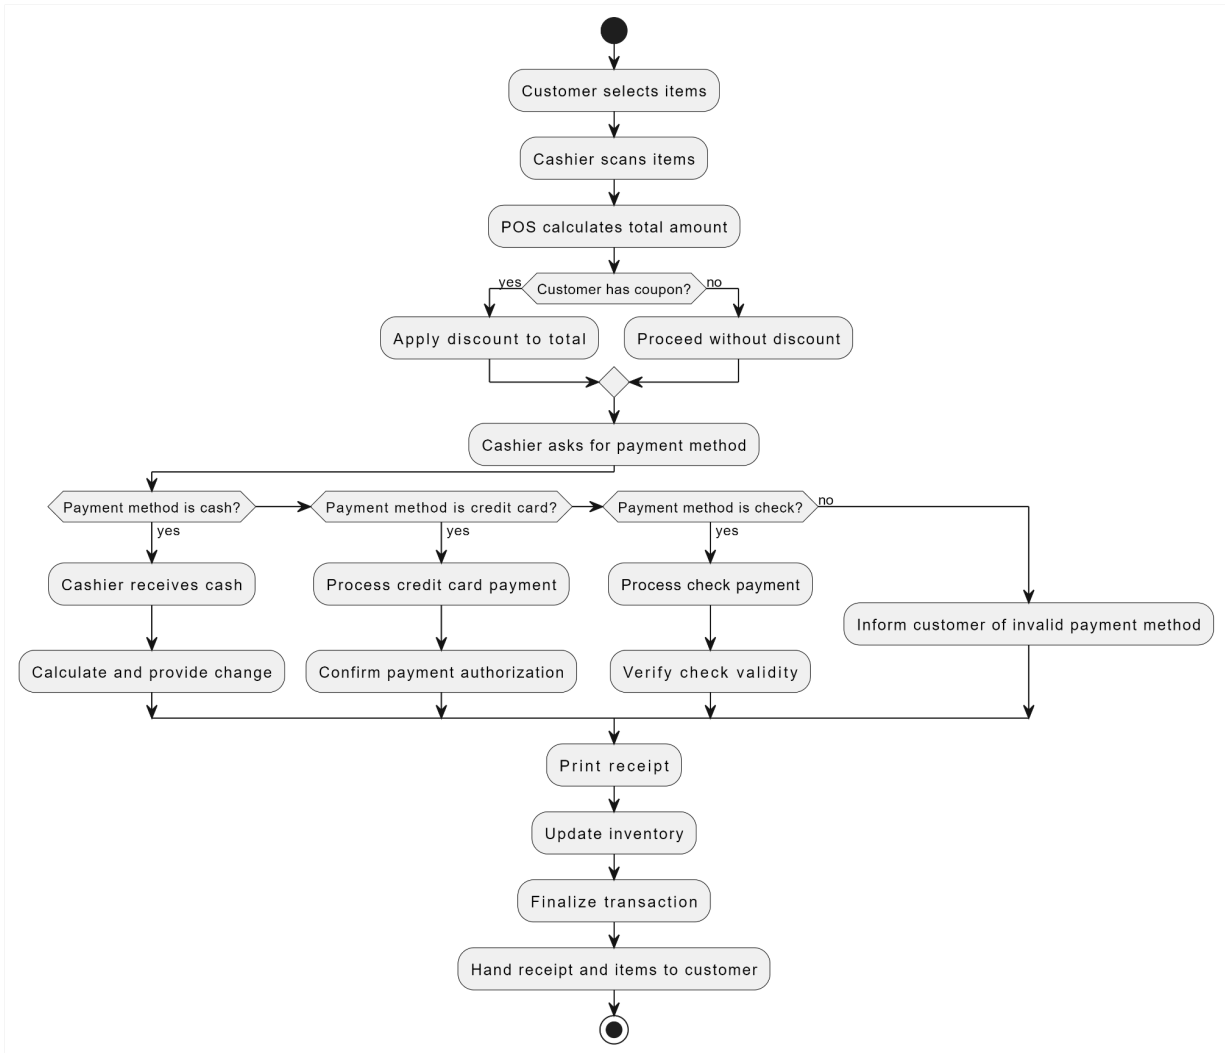 Customer selects items
Cashier scans items
POS calculates total amount
yes
Customer has coupon?
no
Apply discount to total
Proceed without discount
Cashier asks for payment method
Payment method is cash?
Payment method is credit card?
Payment method is check?
no
yes
yes
yes
Cashier receives cash
Process credit card payment
Process check payment
Inform customer of invalid payment method
Calculate and provide change
Confirm payment authorization
Verify check validity
Print receipt
Update inventory
Finalize transaction
Hand receipt and items to customer